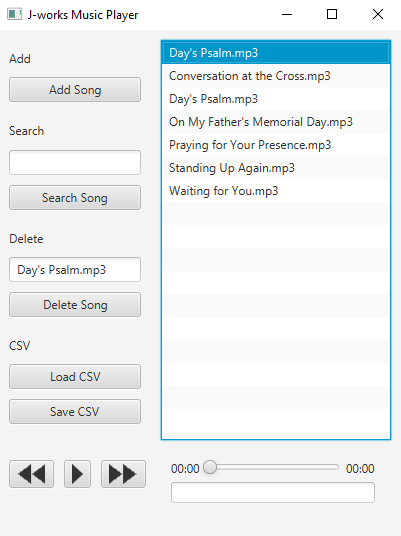 J-works Music Player
Add
Add Song
Search
Search Song
Delete
Day's Psalm.mp3
Delete Song
CSV
Load CSV
Save CSV
Day's Psalm.mp3
Conversation at the Cross.mp3
Day's Psalm.mp3
On My Father's Memorial Day.mp3
Praying for Your Presence.mp3
Standing Up Again.mp3
Waiting for You.mp3
00:00 00:00